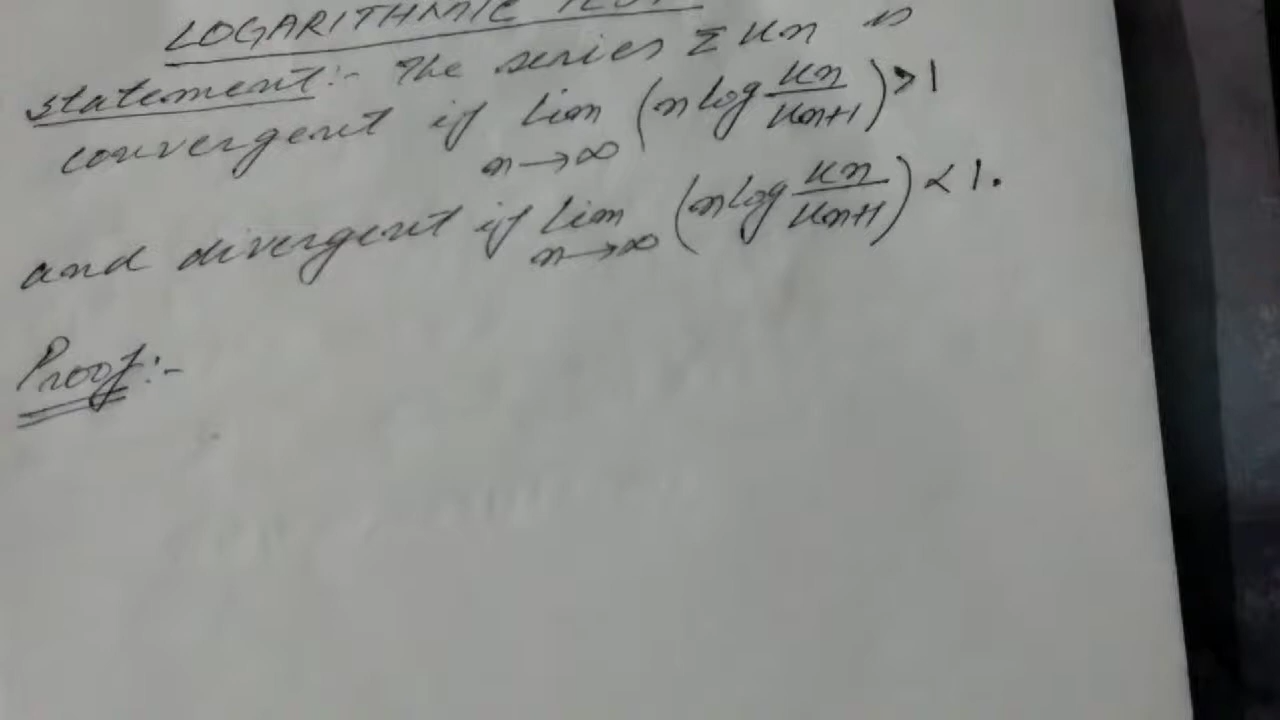 LOGARITHMIC TEST
statement:- The series Σ un is
convergent if lim n→∞ (n log un/un+1) > 1
and divergent if lim n→∞ (n log un/un+1) < 1.
Proof:-